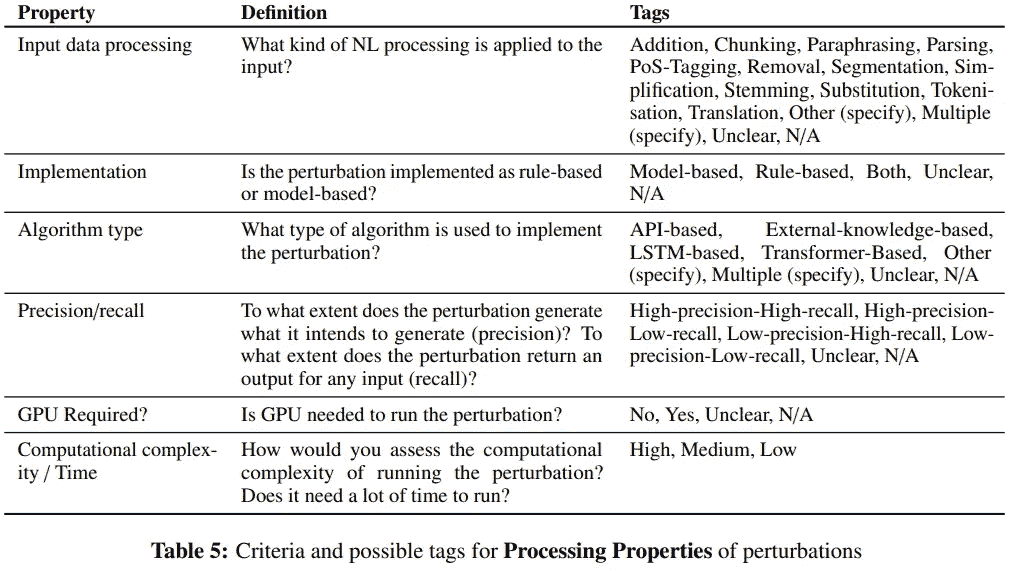 Property Definition Tags
Input data processing What kind of NL processing is applied to the Addition, Chunking, Paraphrasing, Parsing,
input? PoS-Tagging, Removal, Segmentation, Sim-
plification, Stemming, Substitution, Tokeni-
sation, Translation, Other (specify), Multiple
(specify), Unclear, N/A
Implementation Is the perturbation implemented as rule-based Model-based, Rule-based, Both, Unclear,
or model-based? N/A
Algorithm type What type of algorithm is used to implement API-based, External-knowledge-based,
the perturbation? LSTM-based, Transformer-Based, Other
(specify), Multiple (specify), Unclear, N/A
Precision/recall To what extent does the perturbation generate High-precision-High-recall, High-precision-
what it intends to generate (precision)? To Low-recall, Low-precision-High-recall, Low-
what extent does the perturbation return an precision-Low-recall, Unclear, N/A
output for any input (recall)?
GPU Required? Is GPU needed to run the perturbation? No, Yes, Unclear, N/A
Computational complex- How would you assess the computational High, Medium, Low
ity / Time complexity of running the perturbation?
Does it need a lot of time to run?
Table 5: Criteria and possible tags for Processing Properties of perturbations